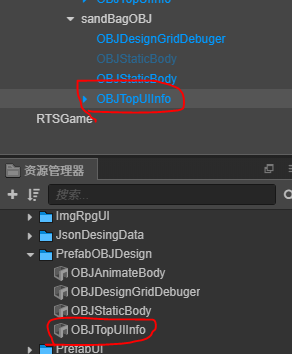 OBJTopUIInfo
sandBagOBJ
OBJDesignGridDebuger
OBJStaticBody
OBJStaticBody
OBJTopUIInfo
RTSGame
资源管理器
搜索...
ImgRpgUI
JsonDesingData
PrefabOBJDesign
OBJAnimateBody
OBJDesignGridDebuger
OBJStaticBody
OBJTopUIInfo
PrefabUI